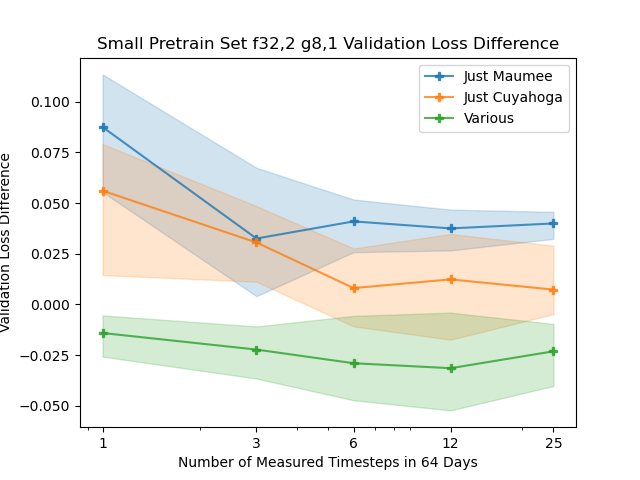 Small Pretrain Set f32,2 g8,1 Validation Loss Difference
Just Maumee
Just Cuyahoga
Various
0.100
0.075
0.050
0.025
0.000
−0.025
−0.050
Validation Loss Difference
1
3
6
12
25
Number of Measured Timesteps in 64 Days